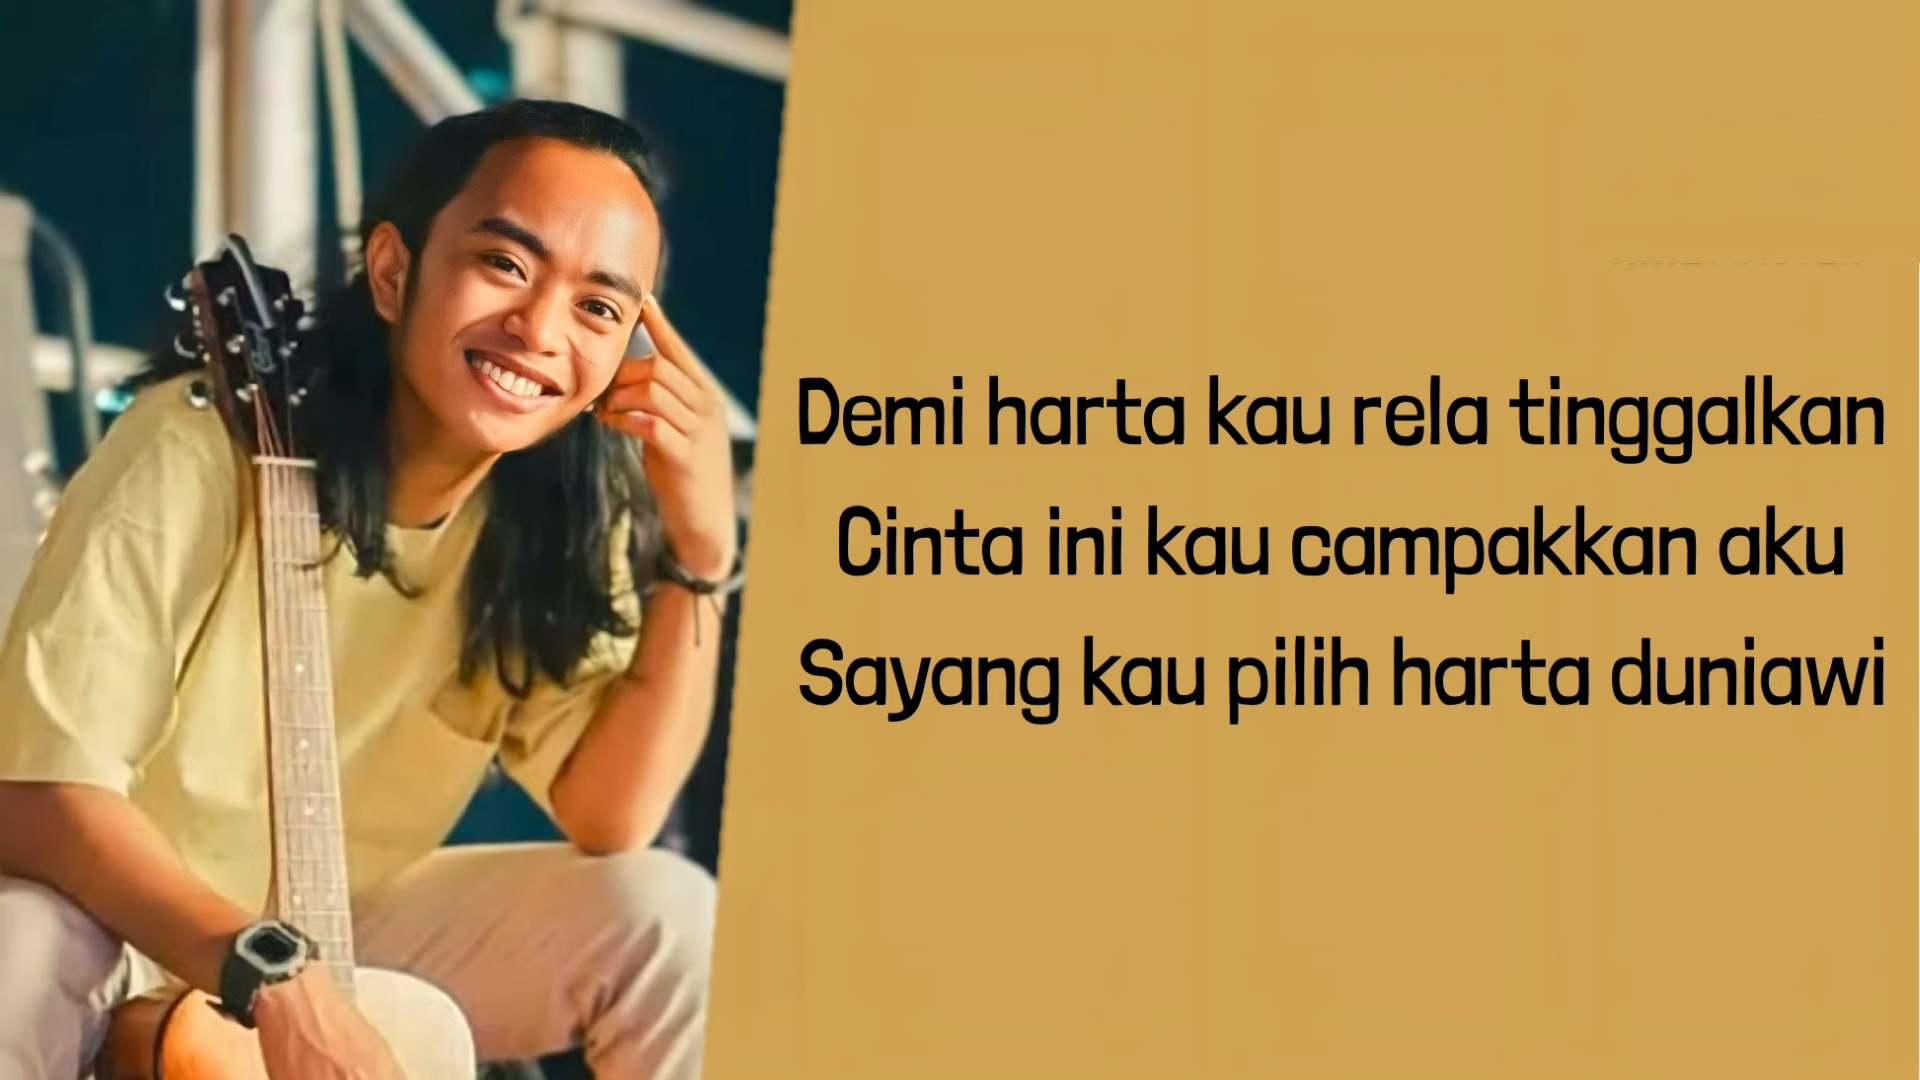 Demi harta kau rela tinggalkan
Cinta ini kau campakkan aku
Sayang kau pilih harta duniawi